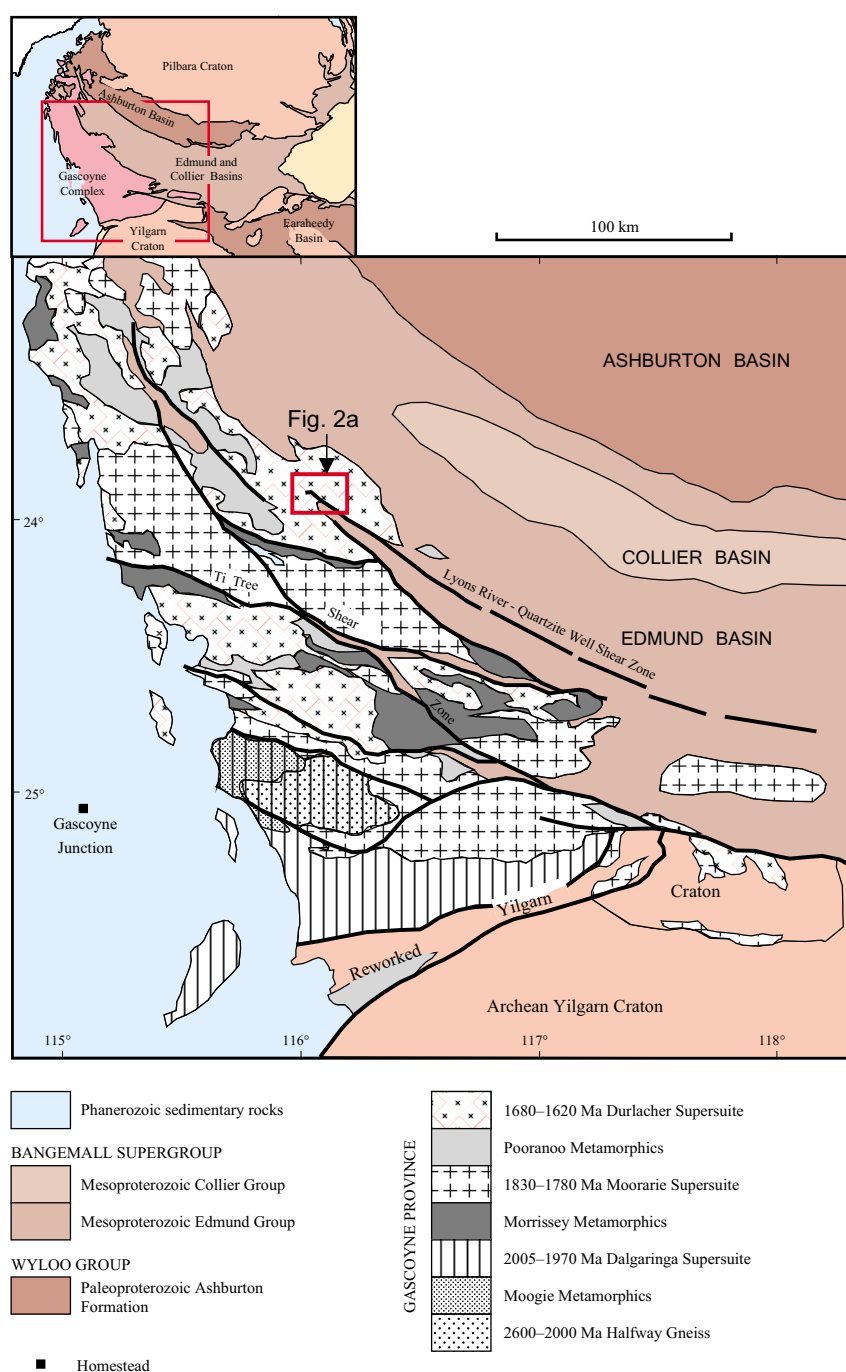 Pilbara Craton
Ashburton Basin
Edmund and
Collier Basins
Gascoyne
Complex
Yilgarn
Craton
Earaheedy
Basin
100 km
ASHBURTON BASIN
Fig. 2a
COLLIER BASIN
EDMUND BASIN
Lyons River - Quartzite Well Shear Zone
Ti Tree
Shear
Zone
24°
25°
Gascoyne
Junction
Yilgarn
Craton
Reworked
Archean Yilgarn Craton
115°
116°
117°
118°
Phanerozoic sedimentary rocks
BANGEMALL SUPERGROUP
Mesoproterozoic Collier Group
Mesoproterozoic Edmund Group
WYLOO GROUP
Paleoproterozoic Ashburton
Formation
Homestead
GASCOYNE PROVINCE
1680–1620 Ma Durlacher Supersuite
Pooranoo Metamorphics
1830–1780 Ma Moorarie Supersuite
Morrissey Metamorphics
2005–1970 Ma Dalgaringa Supersuite
Moogie Metamorphics
2600–2000 Ma Halfway Gneiss